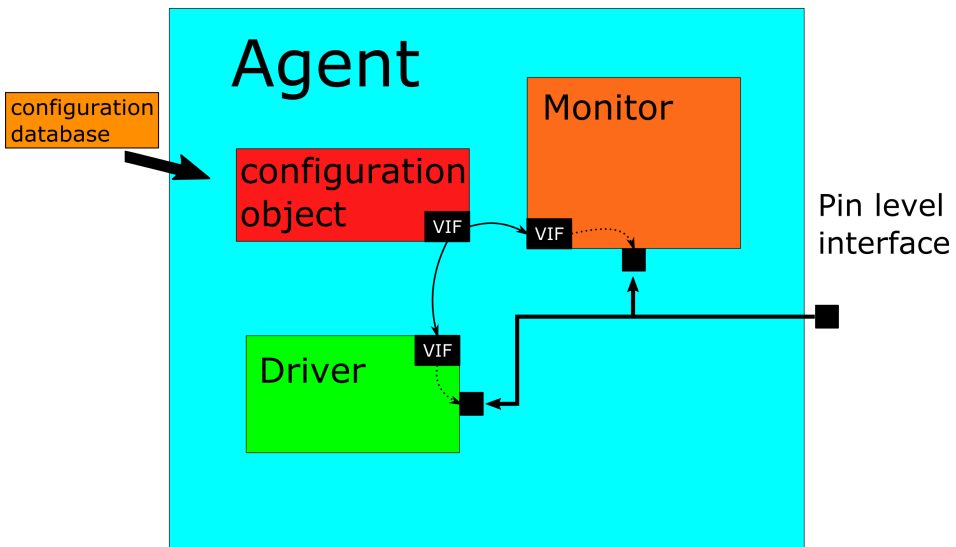 Agent
configuration
database
Monitor
configuration
object
VIF
VIF
Pin level
interface
VIF
Driver